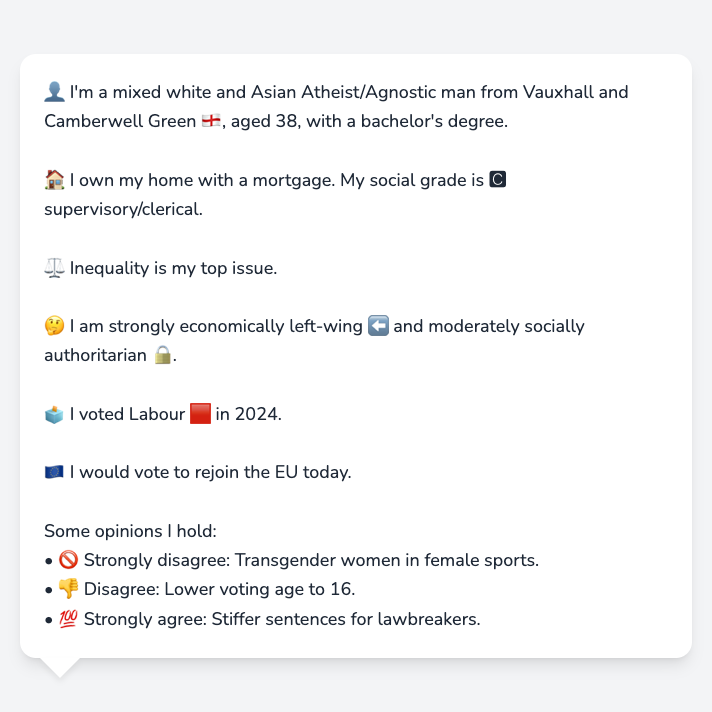 👤 I'm a mixed white and Asian Atheist/Agnostic man from Vauxhall and
Camberwell Green 🏴󠁧󠁢󠁥󠁮󠁧󠁿, aged 38, with a bachelor's degree.
🏠 I own my home with a mortgage. My social grade is 🅲
supervisory/clerical.
⚖️ Inequality is my top issue.
🤔 I am strongly economically left-wing ⬅️ and moderately socially
authoritarian 🔒.
🗳️ I voted Labour 🟥 in 2024.
🇪🇺 I would vote to rejoin the EU today.
Some opinions I hold:
• 🚫 Strongly disagree: Transgender women in female sports.
• 👎 Disagree: Lower voting age to 16.
• 💯 Strongly agree: Stiffer sentences for lawbreakers.